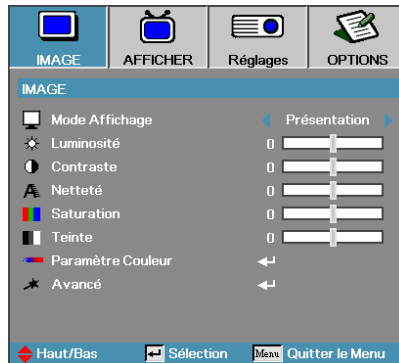 IMAGE AFFICHER Réglages OPTIONS
IMAGE
Mode Affichage Présentation
Luminosité 0
Contraste 0
Netteté 0
Saturation 0
Teinte 0
Paramètre Couleur
Avancé
Haut/Bas Sélection Menu Quitter le Menu